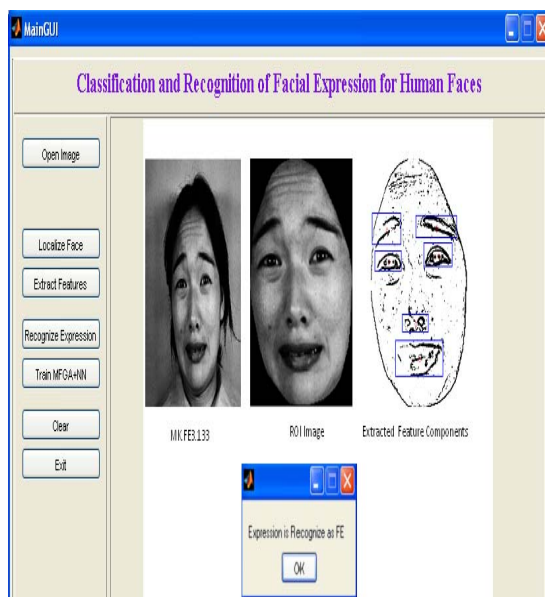 MainGUI
Classification and Recognition of Facial Expression for Human Faces
Open Image
Localize Face
Extract Features
Recognize Expression
Train MFGA+NN
Clear
Exit
MK.FE3.133
ROI Image
Extracted Feature Components
Expression is Recognize as FE
OK